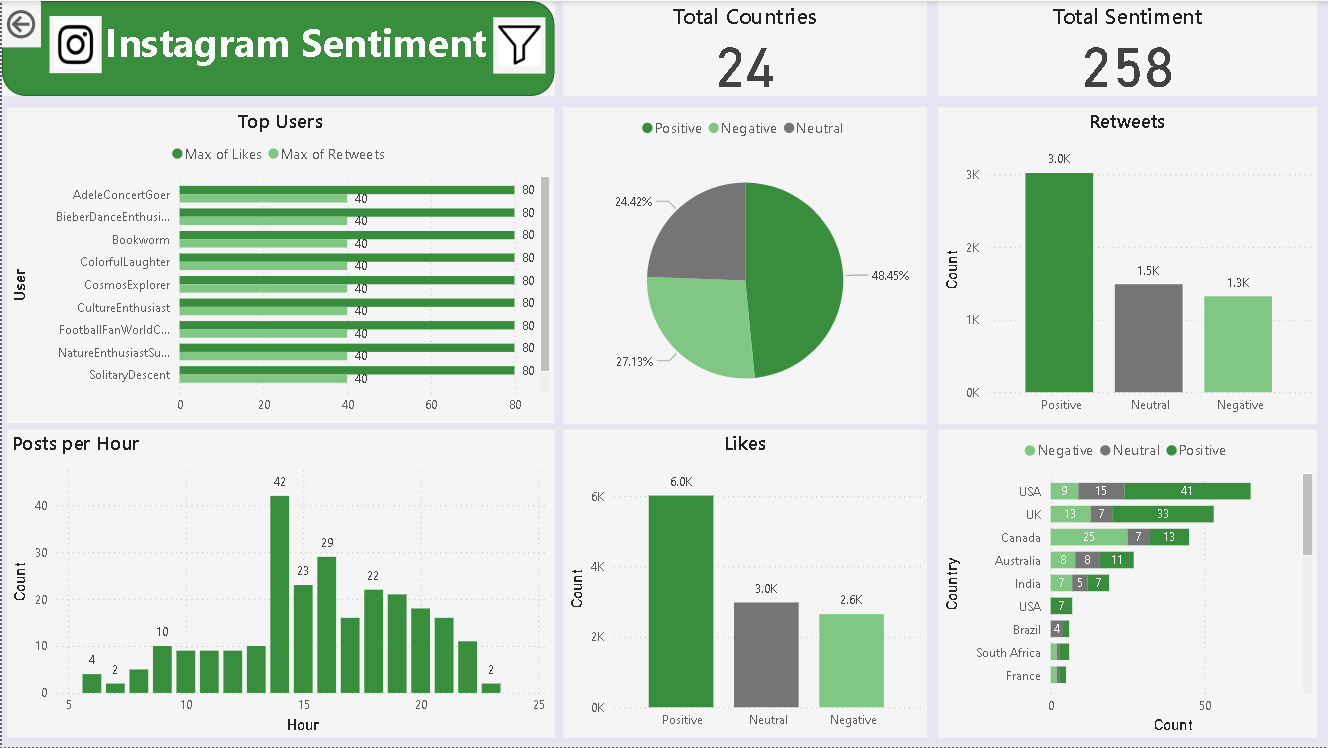 Instagram Sentiment
Total Countries
24
Total Sentiment
258
Top Users
Max of Likes Max of Retweets
User
AdeleConcertGoer 80 40
BieberDanceEnthusi... 80 40
Bookworm 80 40
ColorfulLaughter 80 40
CosmosExplorer 80 40
CultureEnthusiast 80 40
FootballFanWorldC... 80 40
NatureEnthusiastSu... 80 40
SolitaryDescent 80 40
0 20 40 60 80
Positive Negative Neutral
24.42%
48.45%
27.13%
Retweets
Count
3K
2K
1K
0K
3.0K
1.5K
1.3K
Positive Neutral Negative
Posts per Hour
Count
40
30
20
10
0
4 2 10 42 23 29 22 2
5 10 15 20 25
Hour
Likes
Count
6K
4K
2K
0K
6.0K
3.0K
2.6K
Positive Neutral Negative
Negative Neutral Positive
Country
USA 9 15 41
UK 13 7 33
Canada 25 7 13
Australia 8 8 11
India 7 5 7
USA 7
Brazil 4
South Africa
France
0 50
Count